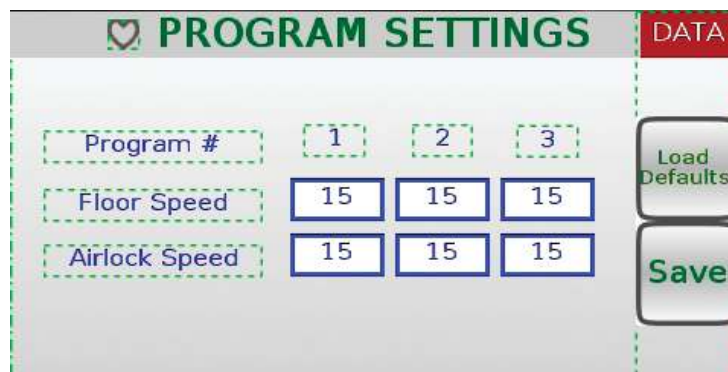 PROGRAM SETTINGS
DATA
Program # 1 2 3
Floor Speed 15 15 15
Airlock Speed 15 15 15
Load
Defaults
Save